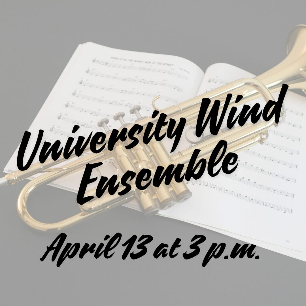 University Wind
Ensemble
April 13 at 3 p.m.